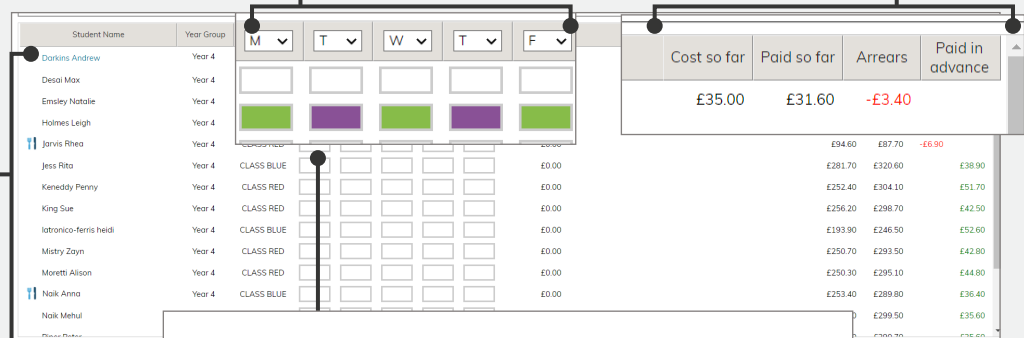 Student Name Year Group M T W T F Cost so far Paid so far Arrears Paid in advance
Darkins Andrew Year 4 £35.00 £31.60 -£3.40
Desai Max Year 4
Emsley Natalie Year 4
Holmes Leigh Year 4
Jarvis Rhea Year 4 £94.60 £87.70 -£6.90
Jess Rita Year 4 CLASS BLUE £0.00 £281.70 £320.60 £38.90
Keneddy Penny Year 4 CLASS RED £0.00 £252.40 £304.10 £51.70
King Sue Year 4 CLASS RED £0.00 £256.20 £298.70 £42.50
Iatronico-ferris heidi Year 4 CLASS BLUE £0.00 £193.90 £246.50 £52.60
Mistry Zayn Year 4 CLASS RED £0.00 £250.70 £293.50 £42.80
Moretti Alison Year 4 CLASS RED £0.00 £250.30 £295.10 £44.80
Naik Anna Year 4 CLASS BLUE £0.00 £253.40 £289.80 £36.40
Naik Mehul £299.50 £35.60